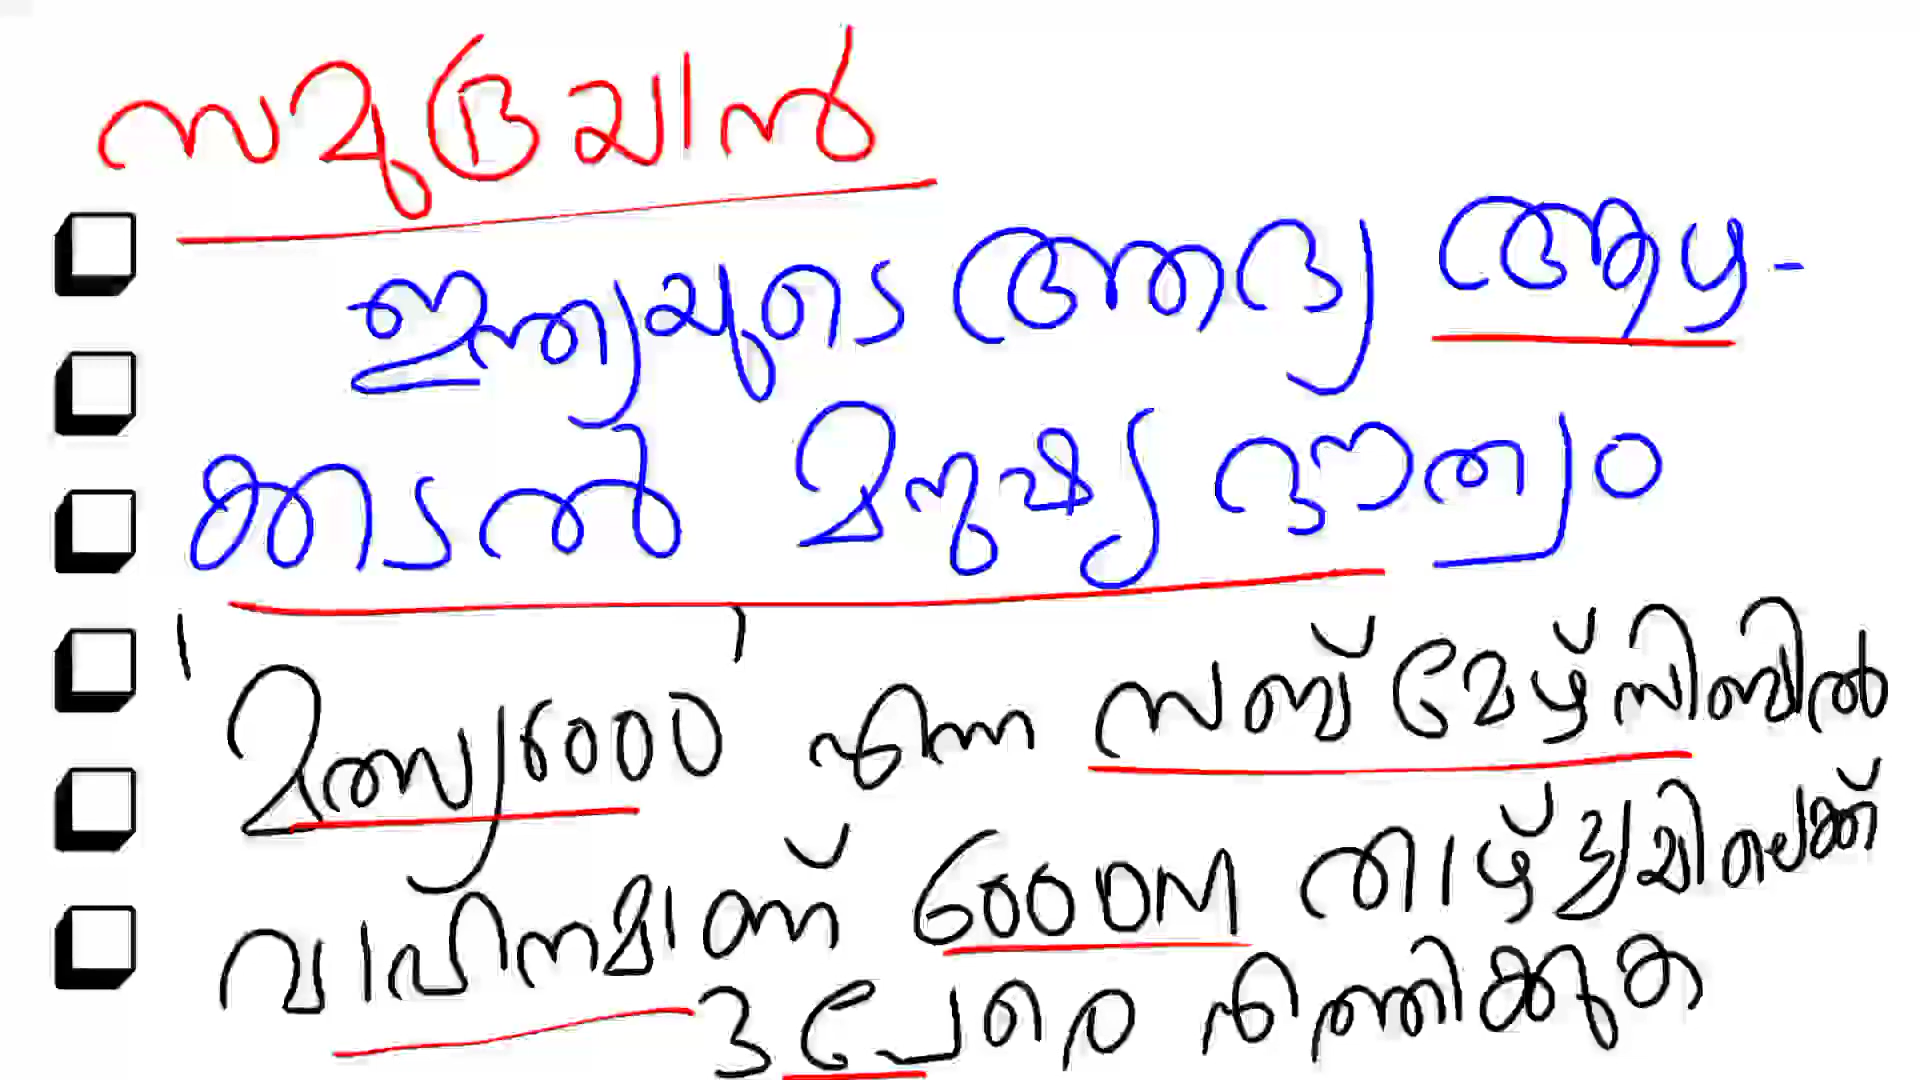 സമുദ്രയാൻ
ഇന്ത്യയുടെ ആദ്യ ആഴ-
ക്കടൽ മനുഷ്യ ദൗത്യം
'മത്സ്യ6000' എന്ന സബ്മേഴ്സിബിൽ
വാഹനമാണ് 6000M താഴ്ചയിലേക്ക്
3 പേരെ എത്തിക്കുക